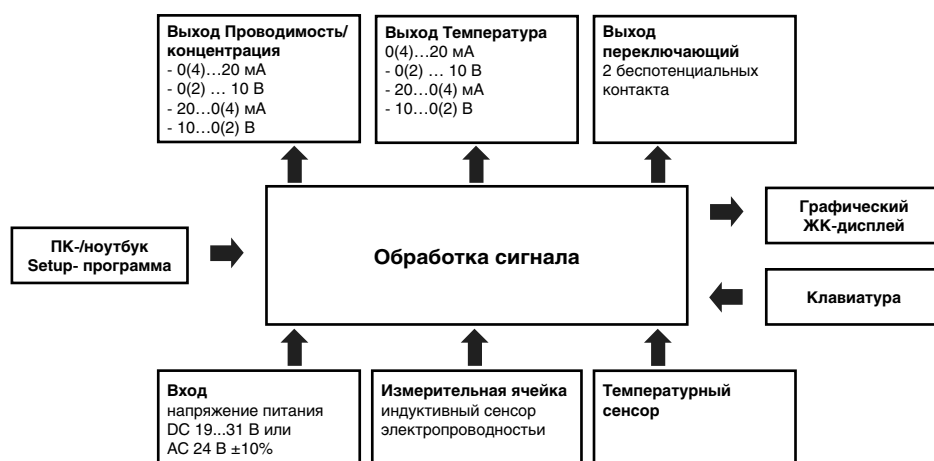 Выход Проводимость/
концентрация
- 0(4)...20 мА
- 0(2) ... 10 В
- 20...0(4) мА
- 10...0(2) В
Выход Температура
0(4)...20 мА
- 0(2) ... 10 В
- 20...0(4) мА
- 10...0(2) В
Выход
переключающий
2 беспотенциальных
контакта
ПК-/ноутбук
Setup- программа
Обработка сигнала
Графический
ЖК-дисплей
Клавиатура
Вход
напряжение питания
DC 19...31 В или
AC 24 В ±10%
Измерительная ячейка
индуктивный сенсор
электропроводностьи
Температурный
сенсор